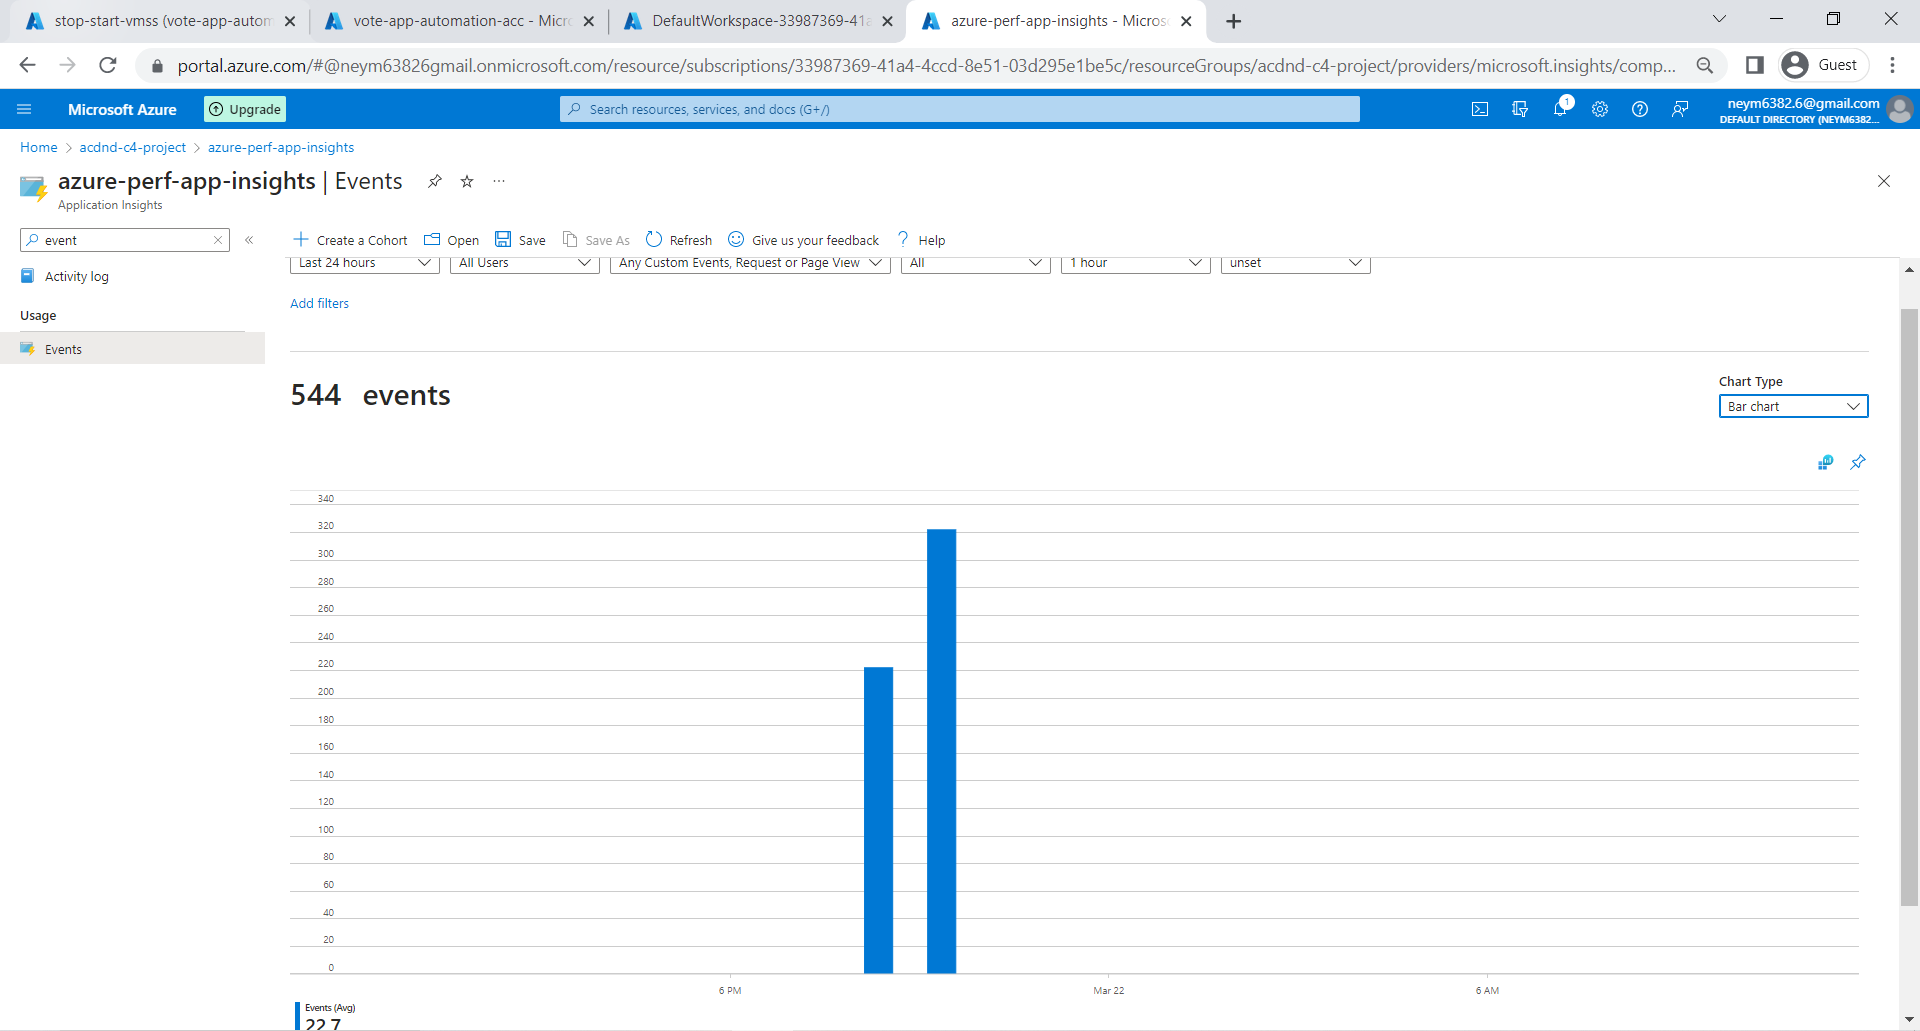 stop-start-vmss (vote-app-autom
vote-app-automation-acc - Micr
DefaultWorkspace-33987369-41a
azure-perf-app-insights - Micros
portal.azure.com/#@neym63826gmail.onmicrosoft.com/resource/subscriptions/33987369-41a4-4ccd-8e51-03d295e1be5c/resourceGroups/acdnd-c4-project/providers/microsoft.insights/comp...
Guest
Microsoft Azure
Upgrade
Search resources, services, and docs (G+/)
1
neym6382.6@gmail.com
DEFAULT DIRECTORY (NEYM6382...
Home > acdnd-c4-project > azure-perf-app-insights
azure-perf-app-insights | Events
Application Insights
event
Create a Cohort
Open
Save
Save As
Refresh
Give us your feedback
Help
Activity log
Usage
Events
Last 24 hours
All Users
Any Custom Events, Request or Page View
All
1 hour
unset
Add filters
544 events
Chart Type
Bar chart
340
320
300
280
260
240
220
200
180
160
140
120
100
80
60
40
20
0
6 PM
Mar 22
6 AM
Events (Avg)
22.7